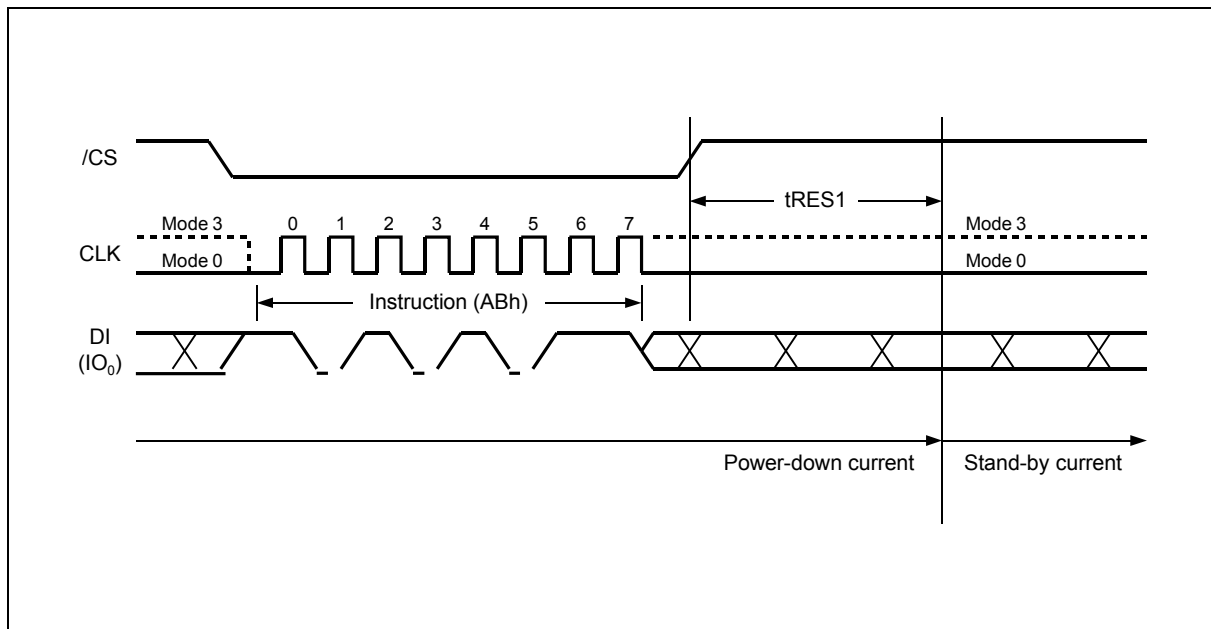 /CS
tRES1
Mode 3 0 1 2 3 4 5 6 7 Mode 3
CLK
Mode 0 Mode 0
Instruction (ABh)
DI
(IO₀)
Power-down current Stand-by current